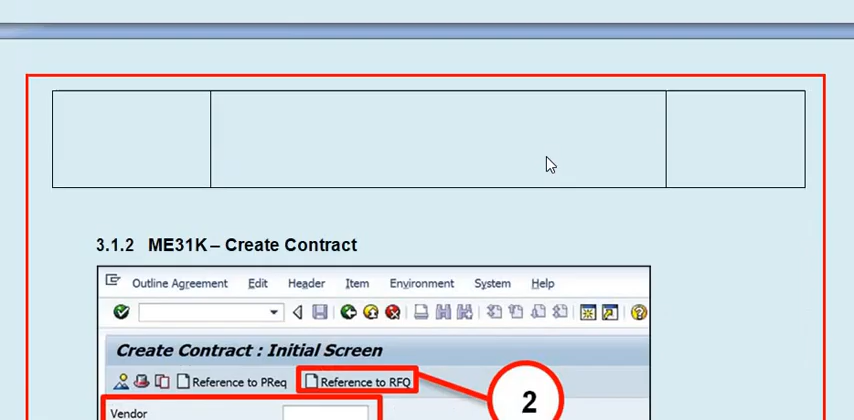 3.1.2 ME31K – Create Contract
Outline Agreement Edit Header Item Environment System Help
Create Contract : Initial Screen
Reference to PReq Reference to RFQ
Vendor
2